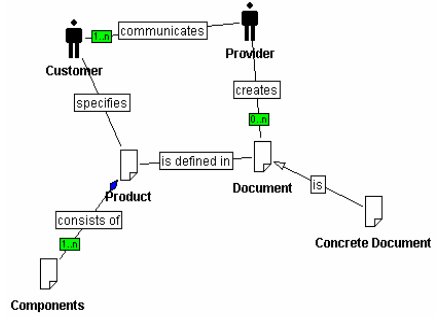 communicates
1..n
Provider
Customer
creates
specifies
0..n
is defined in
Product
Document
is
consists of
1..n
Concrete Document
Components